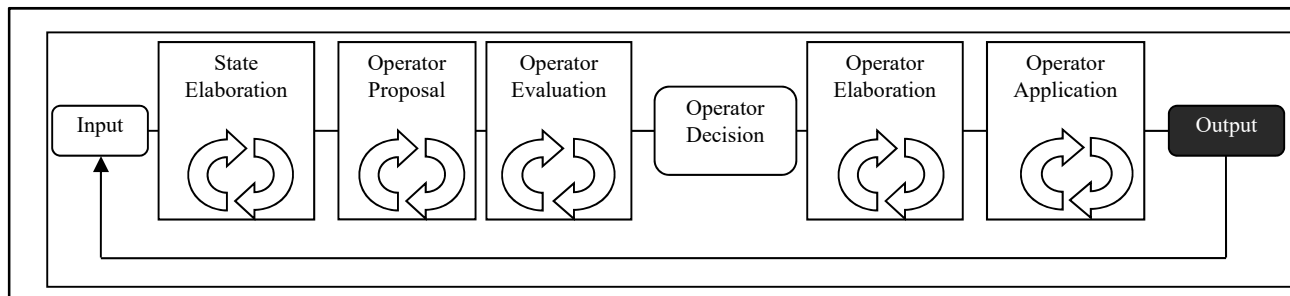 Input
State
Elaboration
Operator
Proposal
Operator
Evaluation
Operator
Decision
Operator
Elaboration
Operator
Application
Output